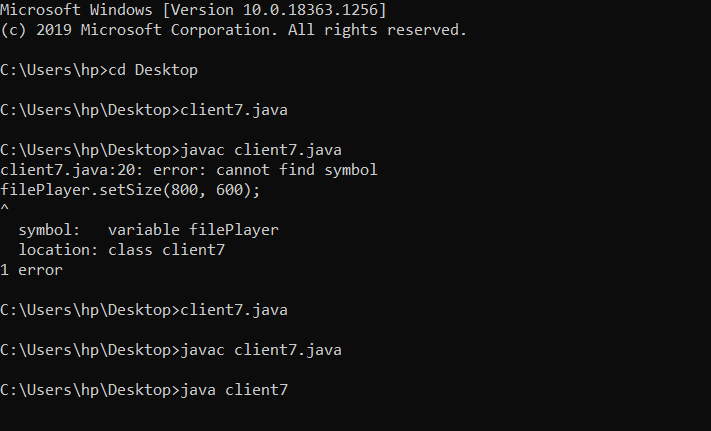 Microsoft Windows [Version 10.0.18363.1256]
(c) 2019 Microsoft Corporation. All rights reserved.
C:\Users\hp>cd Desktop
C:\Users\hp\Desktop>client7.java
C:\Users\hp\Desktop>javac client7.java
client7.java:20: error: cannot find symbol
filePlayer.setSize(800, 600);
^
  symbol:   variable filePlayer
  location: class client7
1 error
C:\Users\hp\Desktop>client7.java
C:\Users\hp\Desktop>javac client7.java
C:\Users\hp\Desktop>java client7